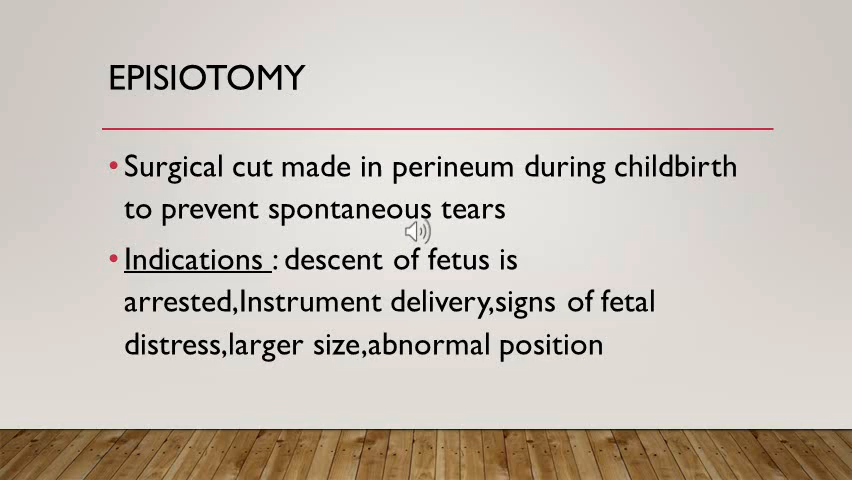 EPISIOTOMY
• Surgical cut made in perineum during childbirth
to prevent spontaneous tears
• Indications : descent of fetus is
arrested,Instrument delivery,signs of fetal
distress,larger size,abnormal position